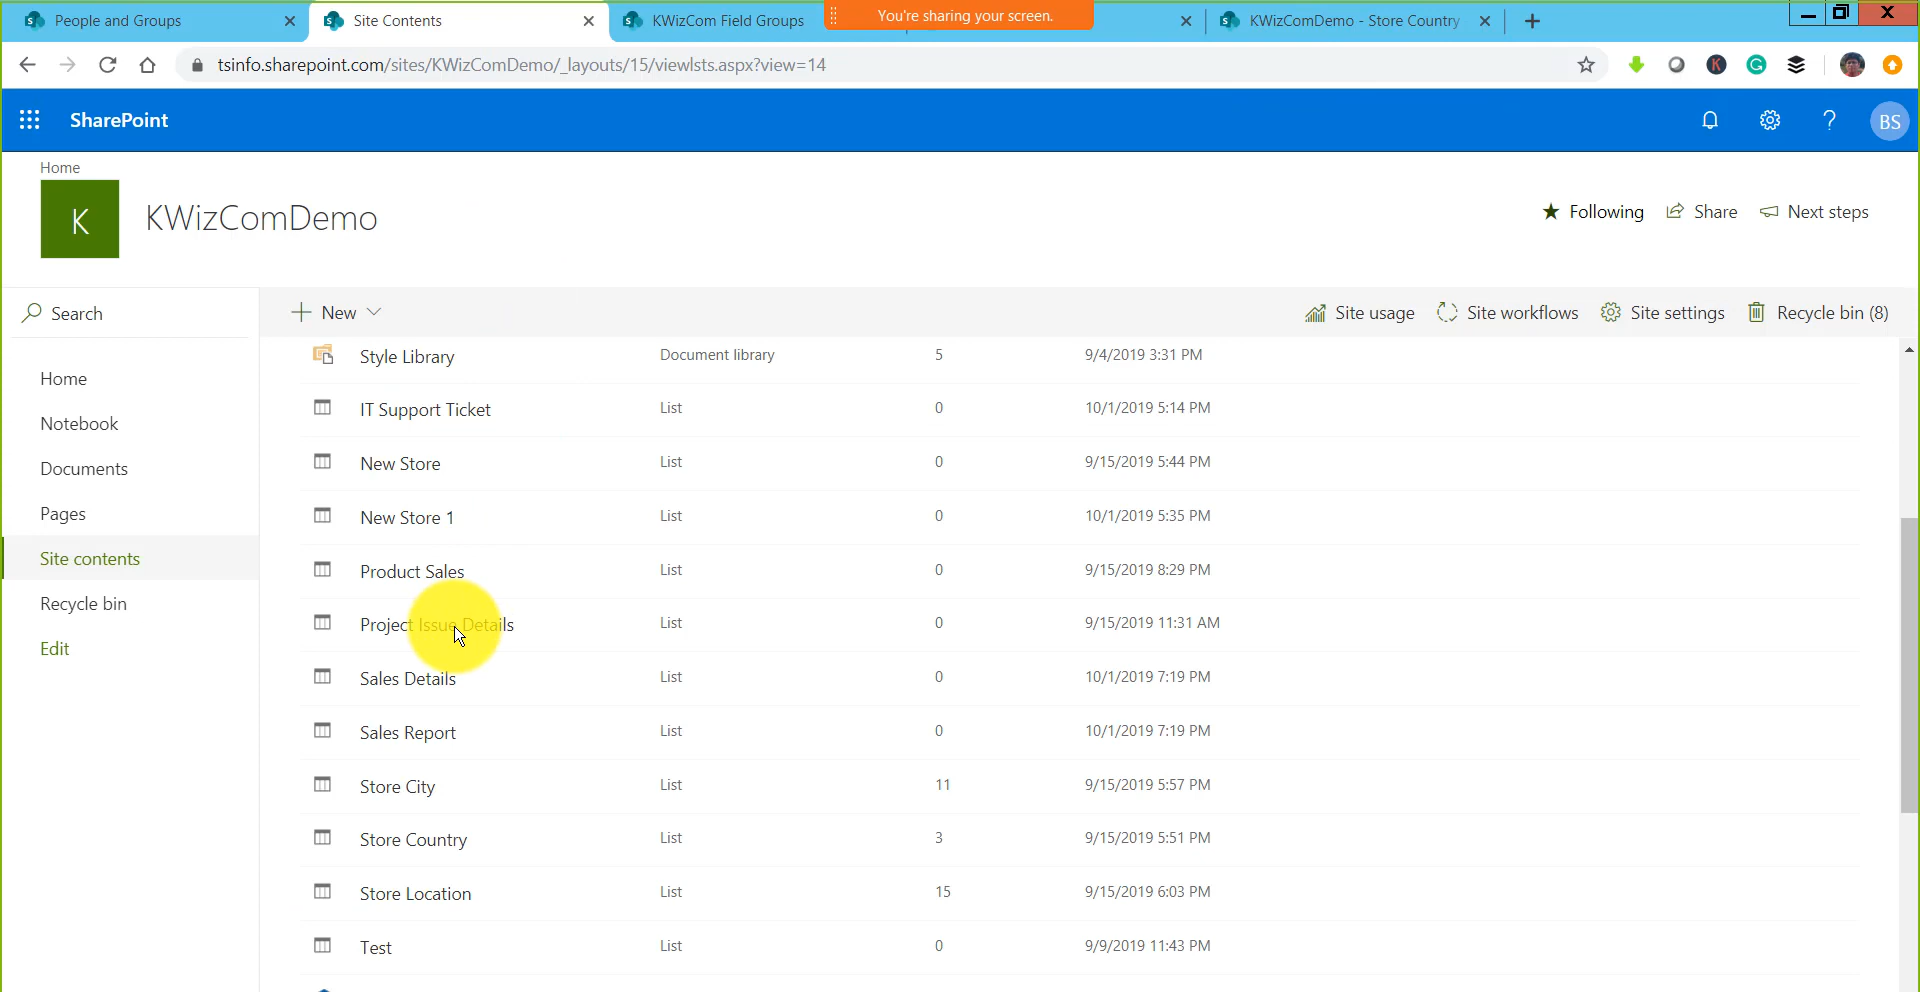 People and Groups
Site Contents
KWizCom Field Groups
You're sharing your screen.
KWizComDemo - Store Country
tsinfo.sharepoint.com/sites/KWizComDemo/_layouts/15/viewlsts.aspx?view=14
SharePoint
BS
Home
K
KWizComDemo
Following
Share
Next steps
Search
New
Site usage
Site workflows
Site settings
Recycle bin (8)
Home
Notebook
Documents
Pages
Site contents
Recycle bin
Edit
Style Library Document library 5 9/4/2019 3:31 PM
IT Support Ticket List 0 10/1/2019 5:14 PM
New Store List 0 9/15/2019 5:44 PM
New Store 1 List 0 10/1/2019 5:35 PM
Product Sales List 0 9/15/2019 8:29 PM
Project Issue Details List 0 9/15/2019 11:31 AM
Sales Details List 0 10/1/2019 7:19 PM
Sales Report List 0 10/1/2019 7:19 PM
Store City List 11 9/15/2019 5:57 PM
Store Country List 3 9/15/2019 5:51 PM
Store Location List 15 9/15/2019 6:03 PM
Test List 0 9/9/2019 11:43 PM